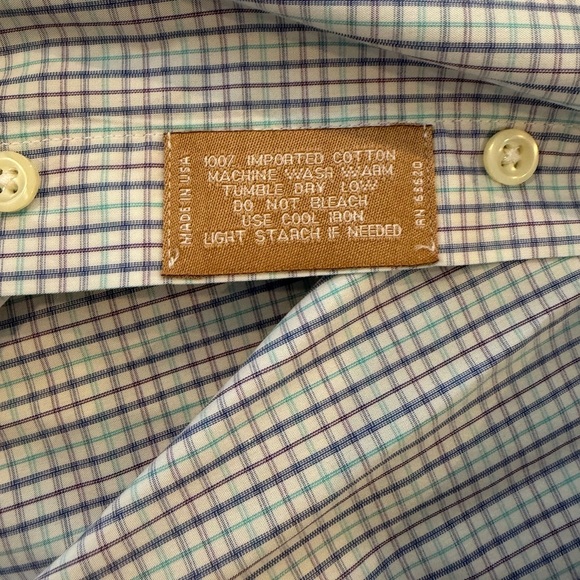 MADE IN USA
100% IMPORTED COTTON
MACHINE WASH WARM
TUMBLE DRY LOW
DO NOT BLEACH
USE COOL IRON
LIGHT STARCH IF NEEDED
RN